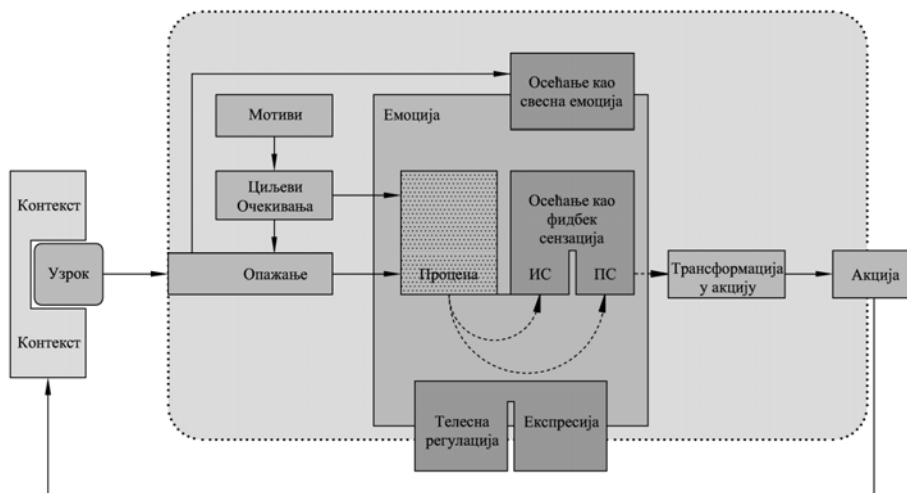 Осећање као
свесна емоција
Мотиви
Емоција
Циљеви
Очекивања
Осећање као
фидбек
сензација
Контекст
Узрок
Опажање
Процена
ИС
ПС
Трансформација
у акцију
Акција
Контекст
Телесна
регулација
Експресија